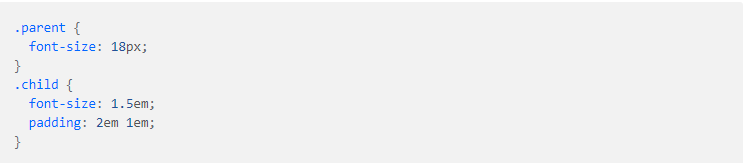 .parent {
  font-size: 18px;
}
.child {
  font-size: 1.5em;
  padding: 2em 1em;
}